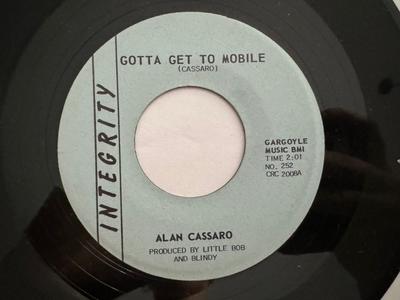 INTEGRITY
GOTTA GET TO MOBILE
(CASSARO)
GARGOYLE
MUSIC BMI
TIME 2:01
NO. 252
CRC 2008A
ALAN CASSARO
PRODUCED BY LITTLE BOB
AND BLINDY